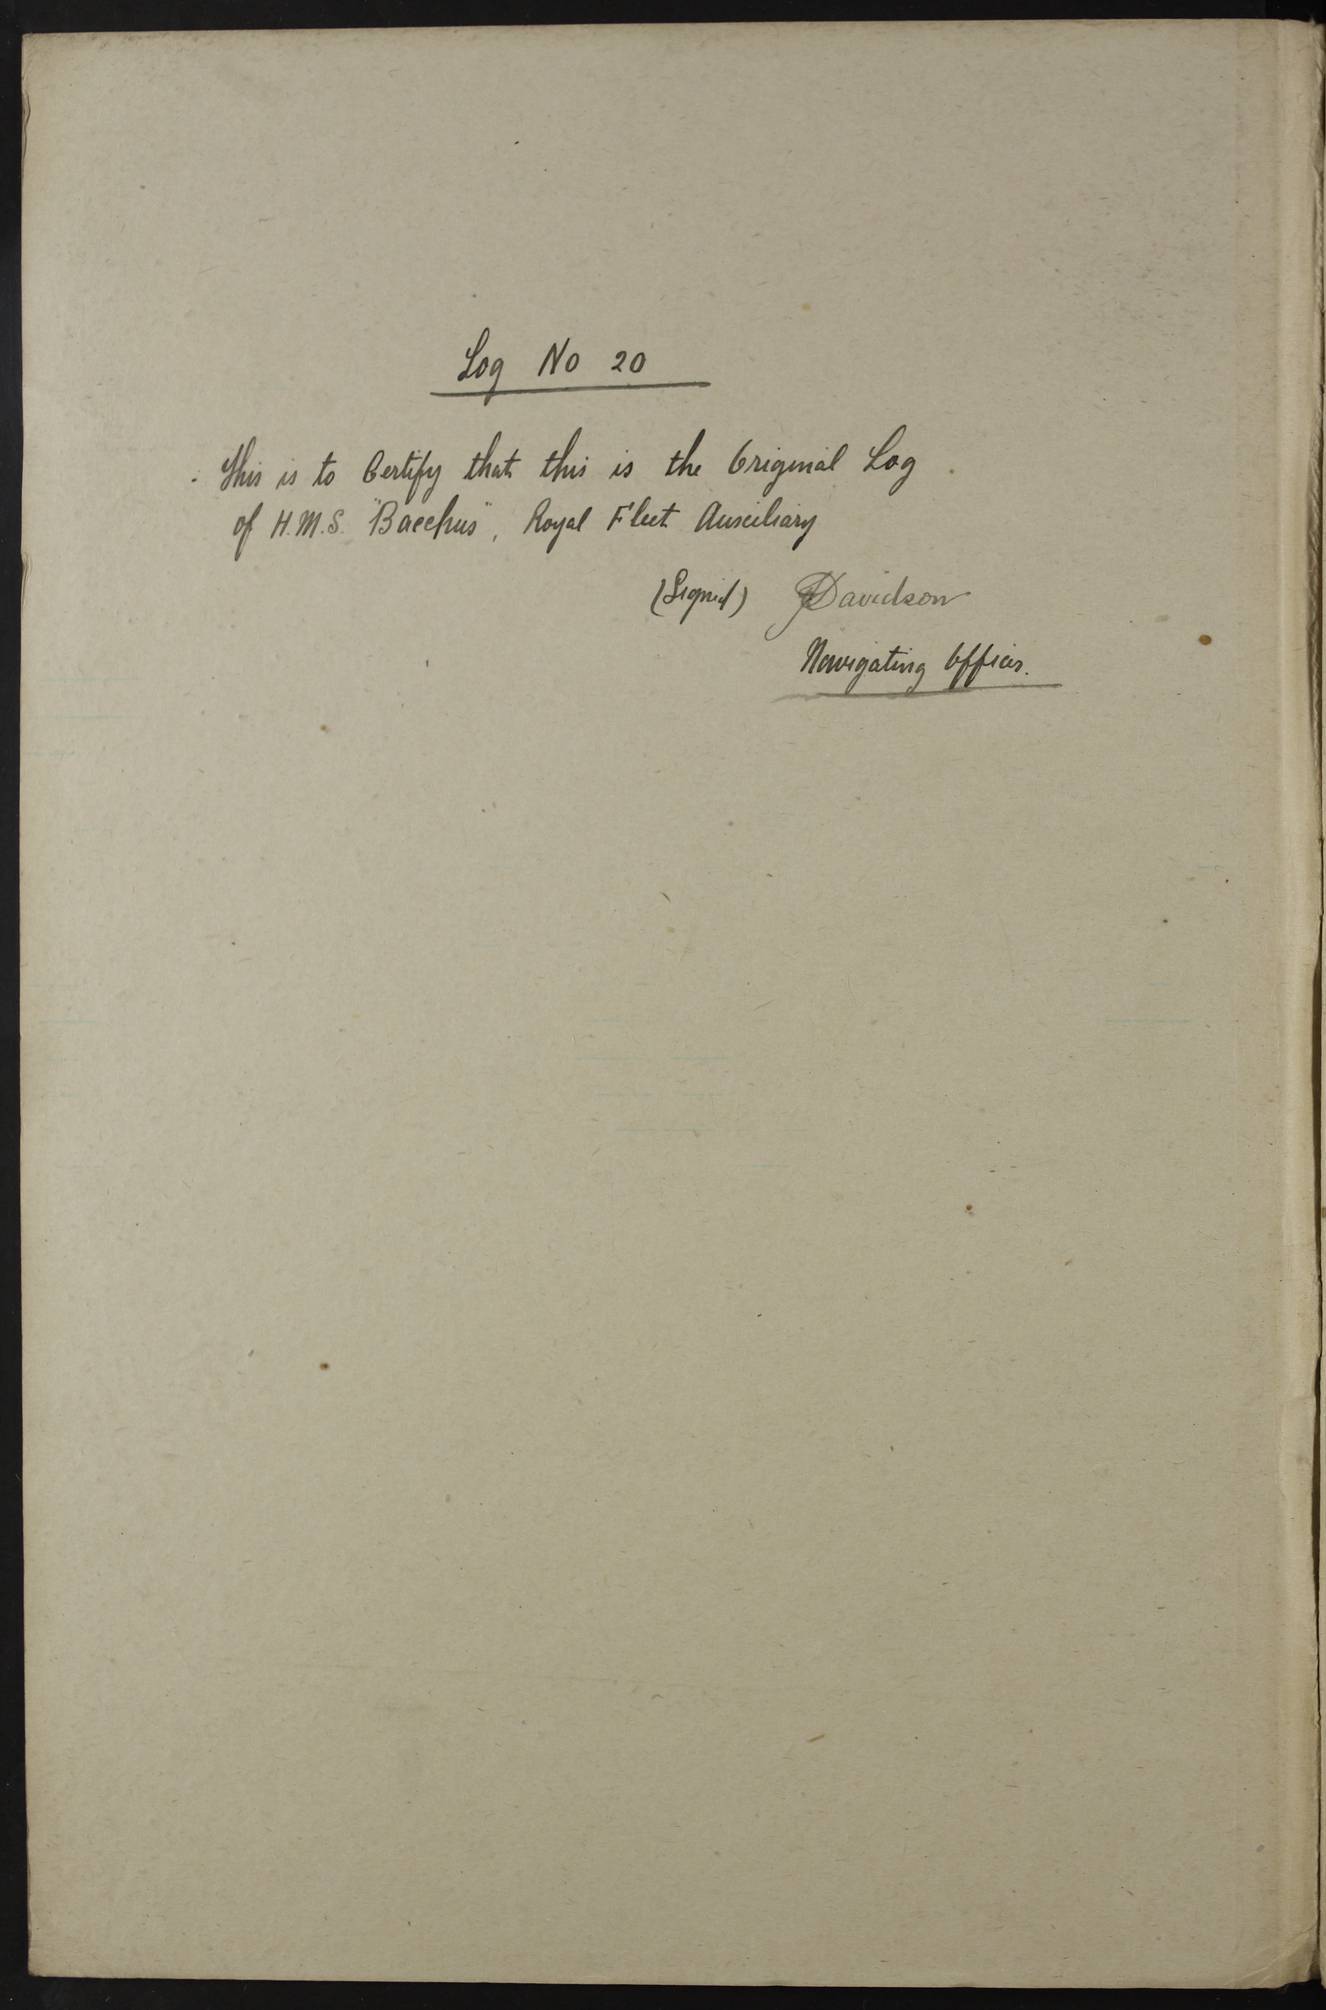 Log No 20
This is to Certify that this is the Original Log
of H.M.S. "Bacchus", Royal Fleet Auxiliary
(Signed) Davidson
Navigating Officer.